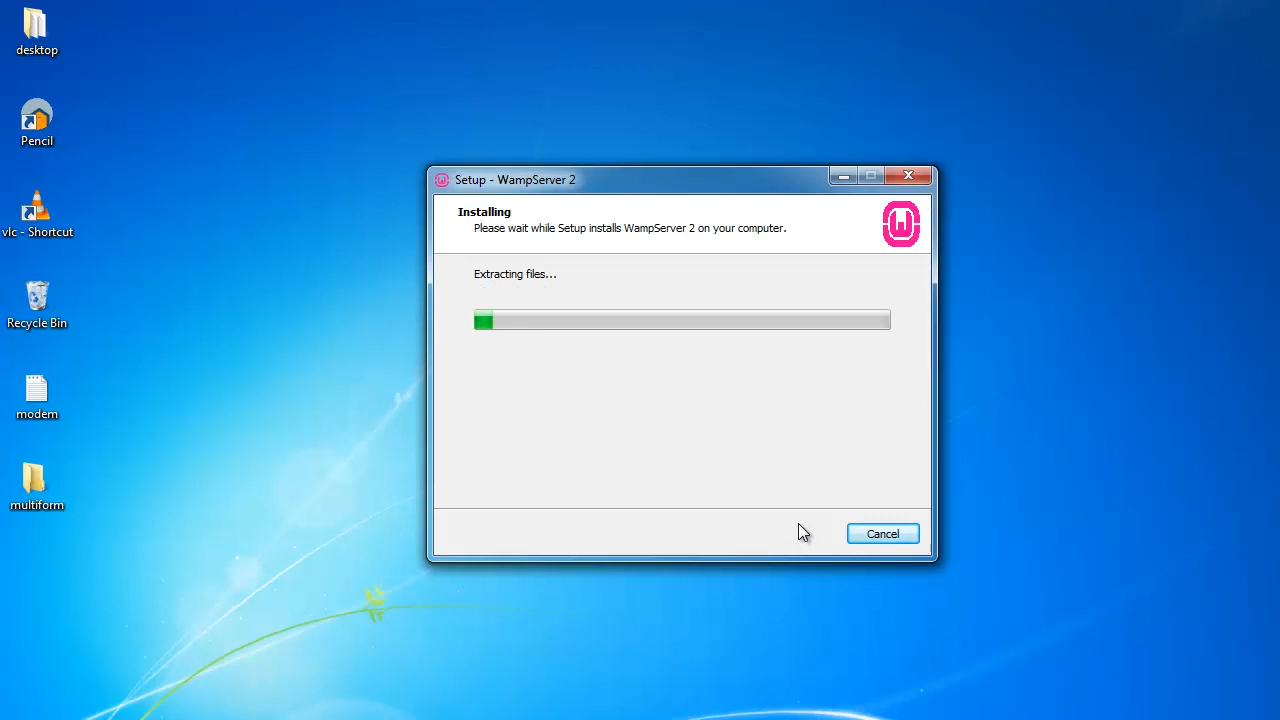 desktop
Pencil
vlc - Shortcut
Recycle Bin
modem
multiform
Setup - WampServer 2
Installing
Please wait while Setup installs WampServer 2 on your computer.
Extracting files...
Cancel